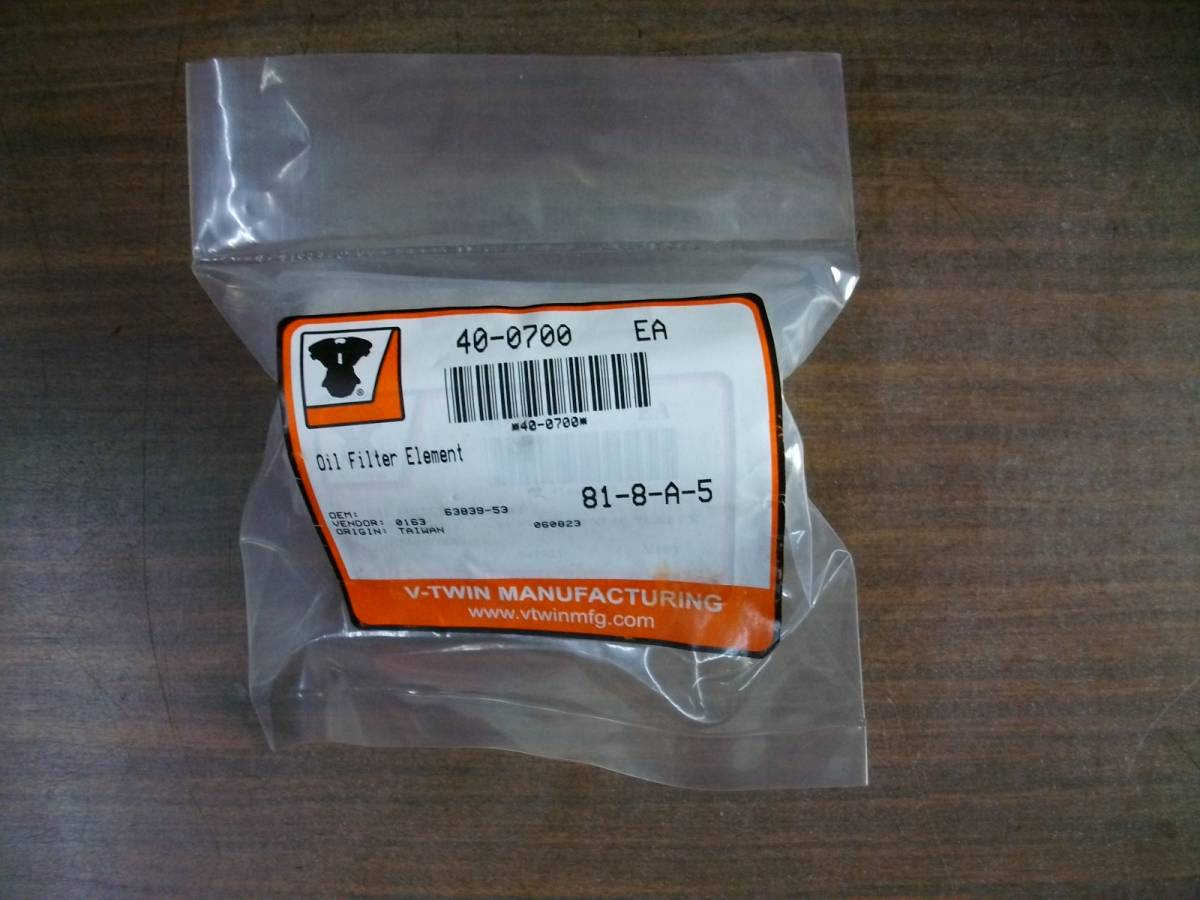 40-0700 EA
*40-0700*
®
Oil Filter Element
81-8-A-5
OEM: 63839-53
VENDOR: 0163 060823
ORIGIN: TAIWAN
V-TWIN MANUFACTURING
www.vtwinmfg.com